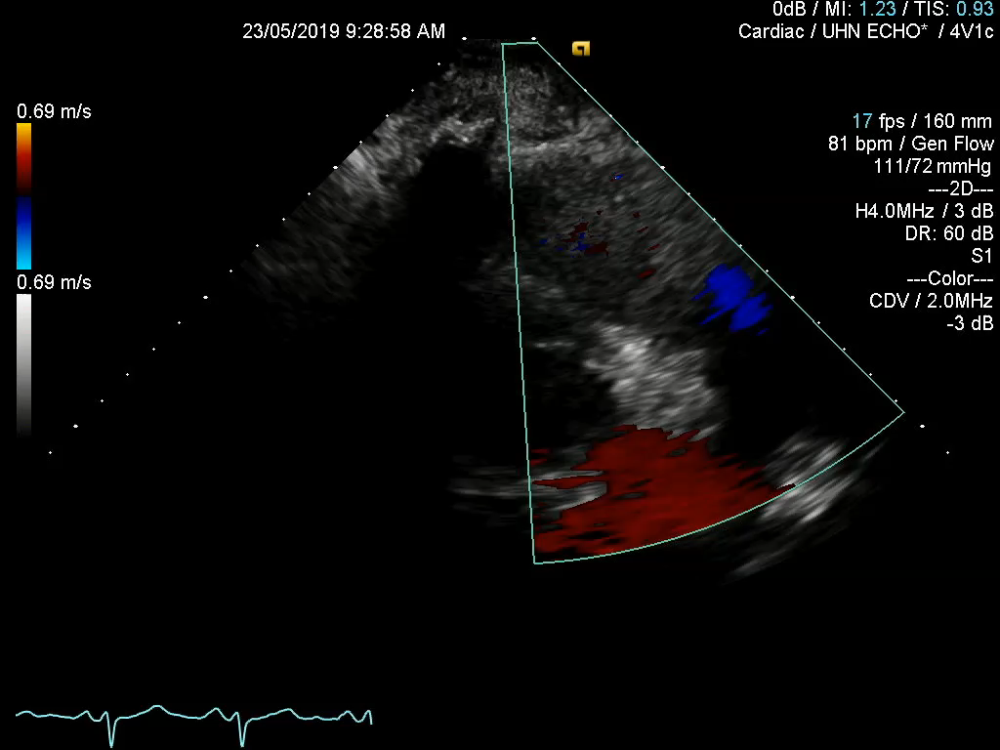 0dB / MI: 1.23 / TIS: 0.93
23/05/2019 9:28:58 AM
Cardiac / UHN ECHO* / 4V1c
0.69 m/s
17 fps / 160 mm
81 bpm / Gen Flow
111/72 mmHg
---2D---
H4.0MHz / 3 dB
DR: 60 dB
S1
---Color---
CDV / 2.0MHz
-3 dB
0.69 m/s